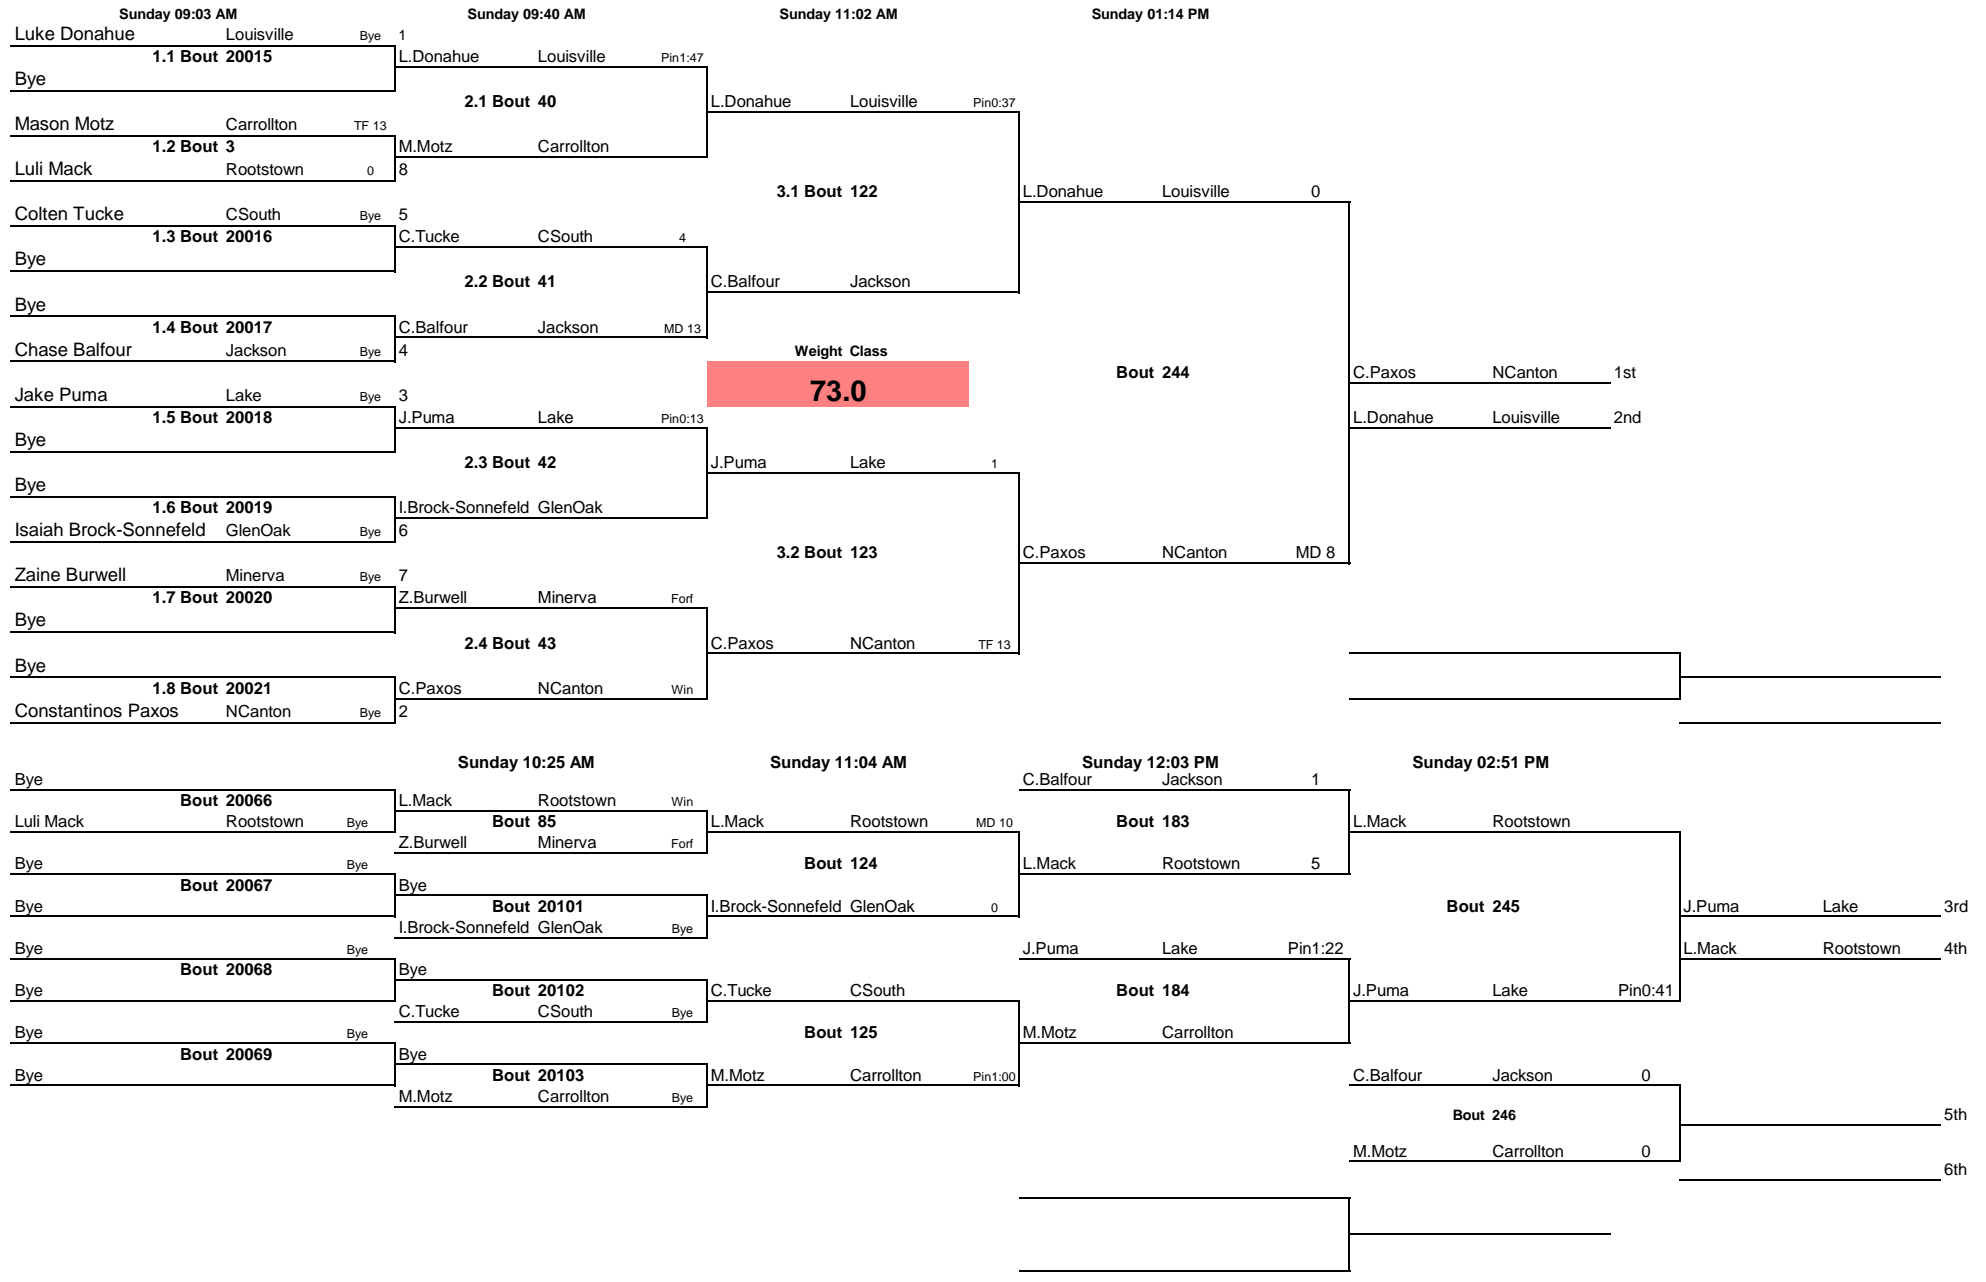 Sunday 09:03 AM Sunday 09:40 AM Sunday 11:02 AM Sunday 01:14 PM
Luke Donahue Louisville Bye 1
1.1 Bout 20015 L.Donahue Louisville Pin1:47
Bye
2.1 Bout 40 L.Donahue Louisville Pin0:37
Mason Motz Carrollton TF 13
1.2 Bout 3 M.Motz Carrollton
Luli Mack Rootstown 0 8
3.1 Bout 122 L.Donahue Louisville 0
Colten Tucke CSouth Bye 5
1.3 Bout 20016 C.Tucke CSouth 4
Bye
2.2 Bout 41 C.Balfour Jackson
Bye
1.4 Bout 20017 C.Balfour Jackson MD 13
Chase Balfour Jackson Bye 4 Weight Class
Bout 244 C.Paxos NCanton 1st
Jake Puma Lake Bye 3 73.0
1.5 Bout 20018 J.Puma Lake Pin0:13 L.Donahue Louisville 2nd
Bye
2.3 Bout 42 J.Puma Lake 1
Bye
1.6 Bout 20019 I.Brock-Sonnefeld GlenOak
Isaiah Brock-Sonnefeld GlenOak Bye 6
3.2 Bout 123 C.Paxos NCanton MD 8
Zaine Burwell Minerva Bye 7
1.7 Bout 20020 Z.Burwell Minerva Forf
Bye
2.4 Bout 43 C.Paxos NCanton TF 13
Bye
1.8 Bout 20021 C.Paxos NCanton Win
Constantinos Paxos NCanton Bye 2
Sunday 10:25 AM Sunday 11:04 AM Sunday 12:03 PM Sunday 02:51 PM
Bye C.Balfour Jackson 1
Bout 20066 L.Mack Rootstown Win
Luli Mack Rootstown Bye Bout 85 L.Mack Rootstown MD 10 Bout 183 L.Mack Rootstown
Z.Burwell Minerva Forf
Bye Bye Bout 124 L.Mack Rootstown 5
Bout 20067 Bye
Bye Bout 20101 I.Brock-Sonnefeld GlenOak 0 Bout 245 J.Puma Lake 3rd
I.Brock-Sonnefeld GlenOak Bye
Bye Bye J.Puma Lake Pin1:22 L.Mack Rootstown 4th
Bout 20068 Bye
Bye Bout 20102 C.Tucke CSouth Bout 184 J.Puma Lake Pin0:41
C.Tucke CSouth Bye
Bye Bye Bout 125 M.Motz Carrollton
Bout 20069 Bye
Bye Bout 20103 M.Motz Carrollton Pin1:00 C.Balfour Jackson 0
M.Motz Carrollton Bye
Bout 246 5th
M.Motz Carrollton 0
6th